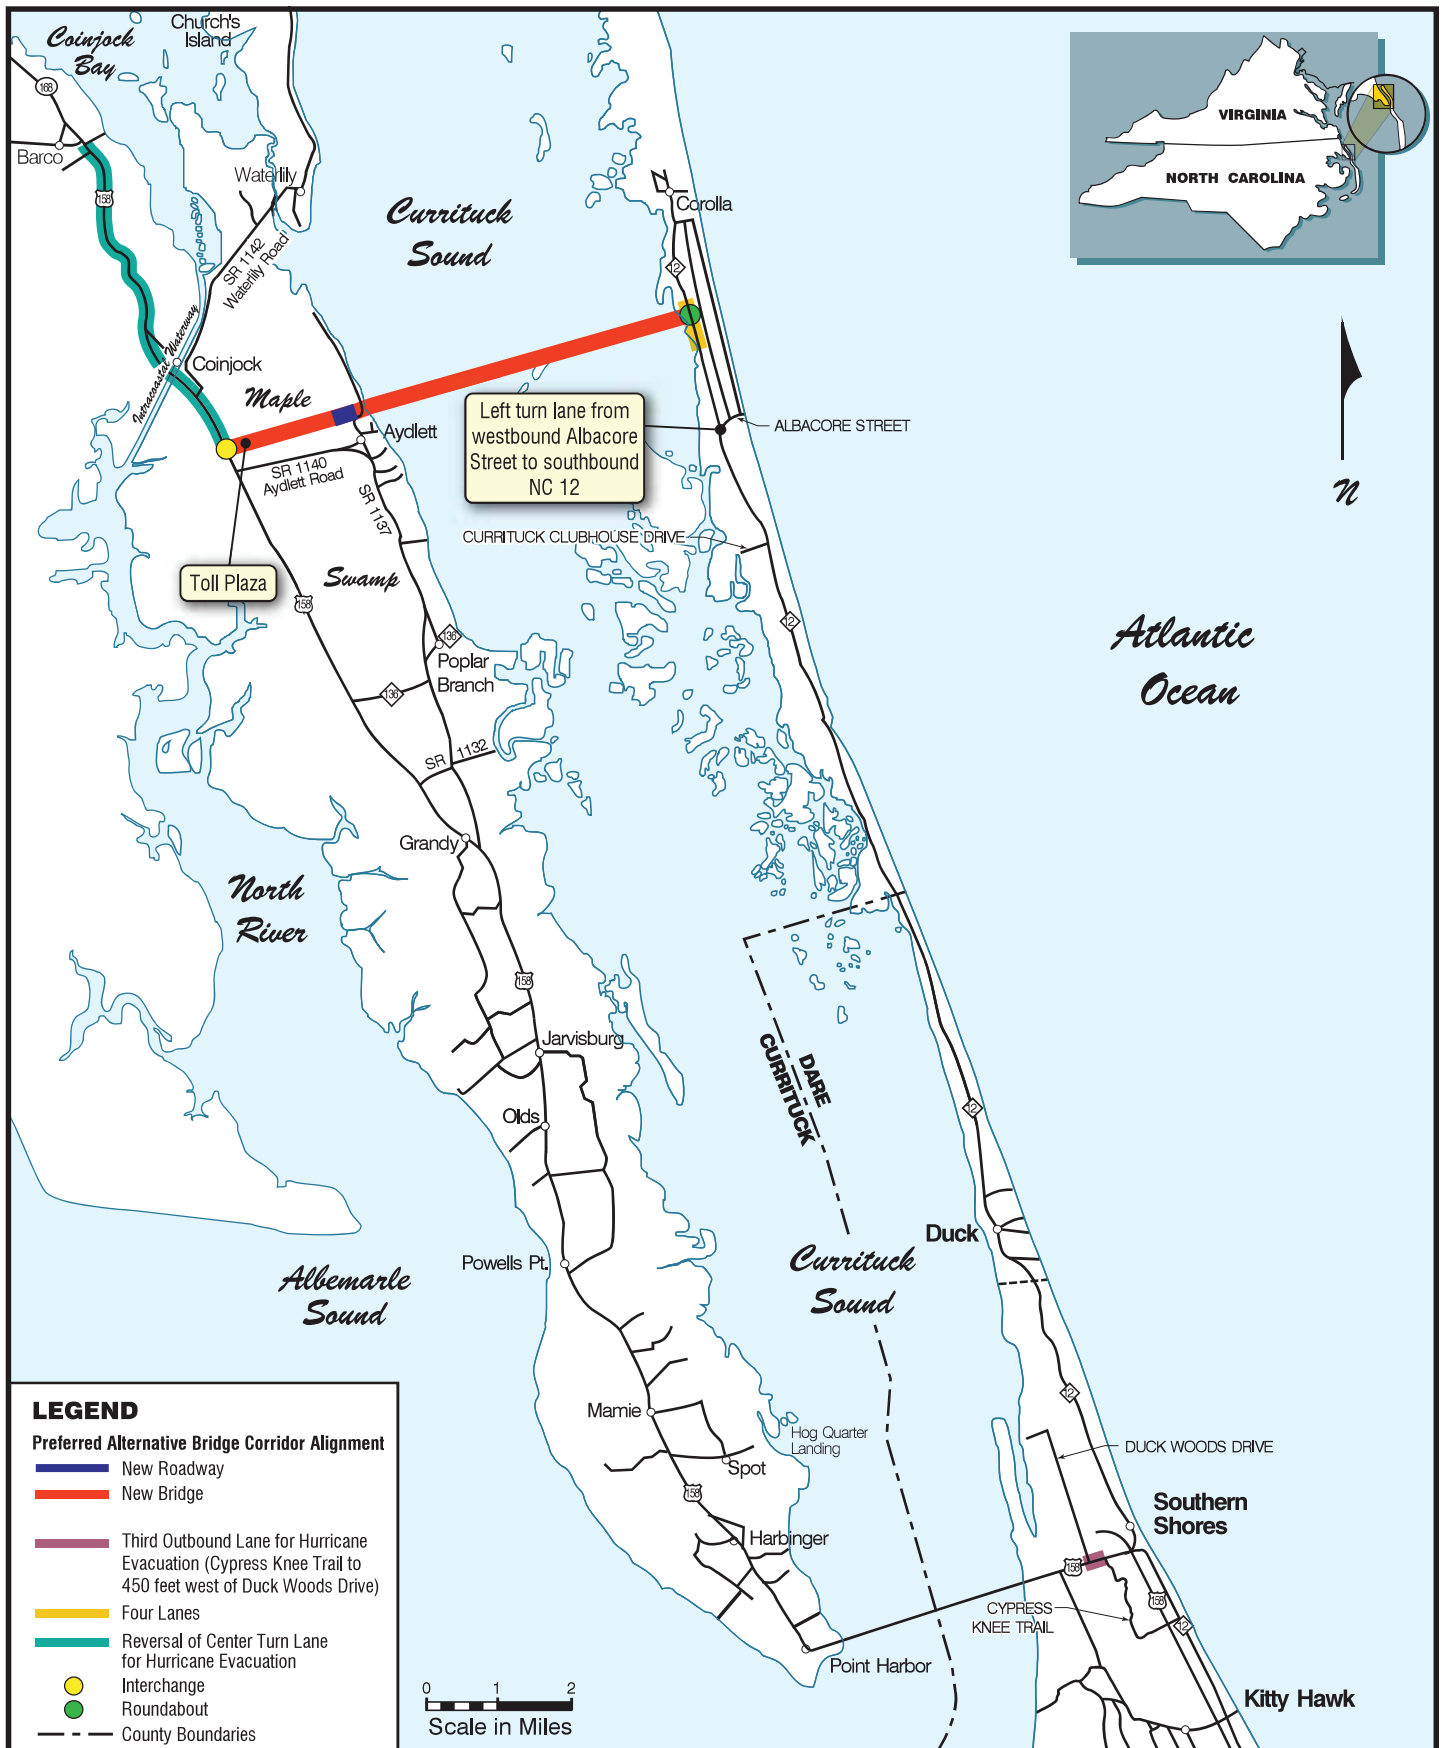 Coinjock
Bay
Church's
Island
168
Barco
158
Waterlily
SR 1142
Waterlily Road
Intracoastal Waterway
Coinjock
Maple
Currituck
Sound
Corolla
12
VIRGINIA
NORTH CAROLINA
N
Left turn lane from
westbound Albacore
Street to southbound
NC 12
ALBACORE STREET
Aydlett
SR 1140
Aydlett Road
SR 1137
Toll Plaza
CURRITUCK CLUBHOUSE DRIVE
Swamp
158
12
136
Poplar
Branch
136
SR 1132
Atlantic
Ocean
Grandy
North
River
158
Jarvisburg
DARE
CURRITUCK
12
Olds
Duck
Powells Pt.
Albemarle
Sound
Currituck
Sound
12
Mamie
Hog Quarter
Landing
Spot
158
DUCK WOODS DRIVE
Southern
Shores
Harbinger
158
158
12
CYPRESS
KNEE TRAIL
Point Harbor
Kitty Hawk
LEGEND
Preferred Alternative Bridge Corridor Alignment
New Roadway
New Bridge
Third Outbound Lane for Hurricane
Evacuation (Cypress Knee Trail to
450 feet west of Duck Woods Drive)
Four Lanes
Reversal of Center Turn Lane
for Hurricane Evacuation
Interchange
Roundabout
County Boundaries
0 1 2
Scale in Miles